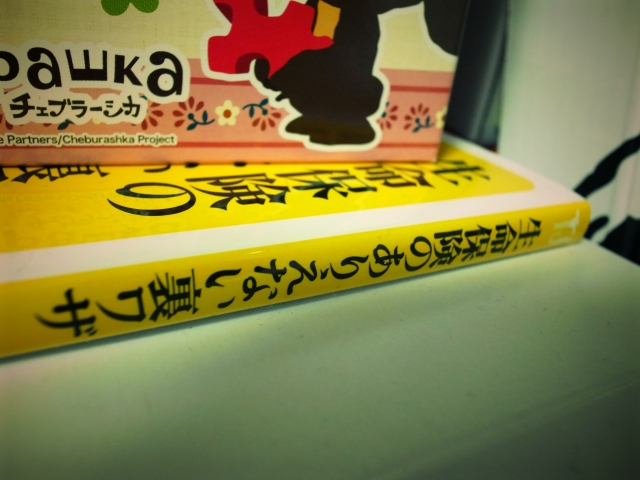 рашка
チェブラーシカ
Partners/Cheburashka Project
生命保険の
生命保険のあり、えない裏ワザ